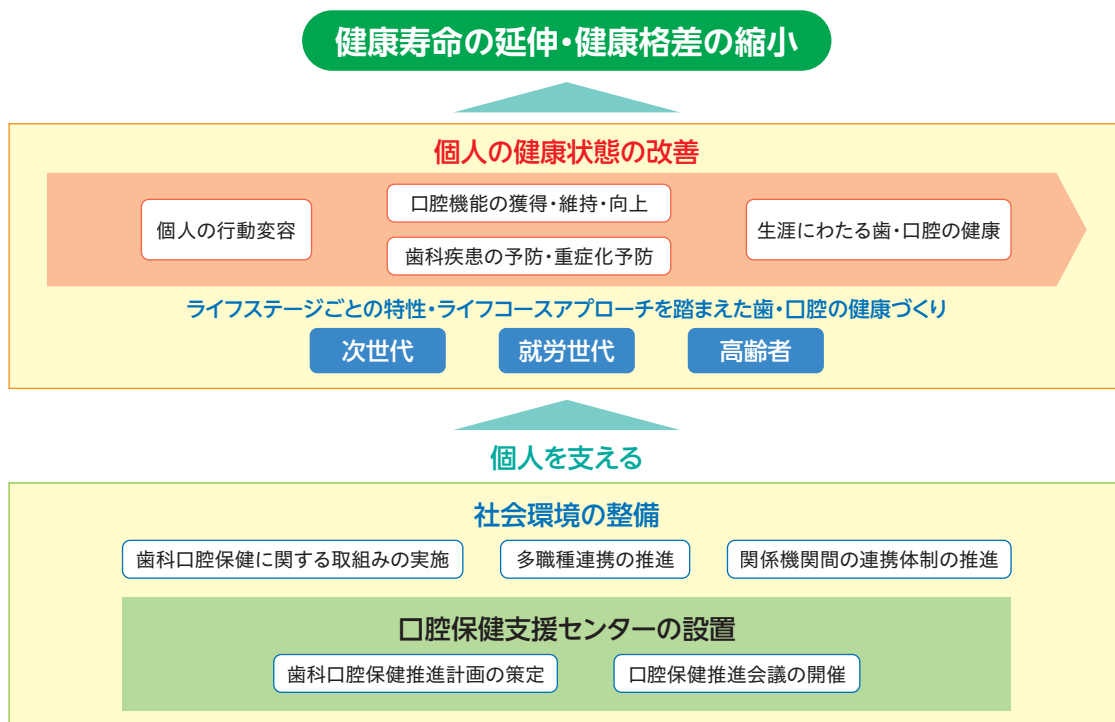 健康寿命の延伸・健康格差の縮小
個人の健康状態の改善
個人の行動変容
口腔機能の獲得・維持・向上
歯科疾患の予防・重症化予防
生涯にわたる歯・口腔の健康
ライフステージごとの特性・ライフコースアプローチを踏まえた歯・口腔の健康づくり
次世代
就労世代
高齢者
個人を支える
社会環境の整備
歯科口腔保健に関する取組みの実施
多職種連携の推進
関係機関間の連携体制の推進
口腔保健支援センターの設置
歯科口腔保健推進計画の策定
口腔保健推進会議の開催